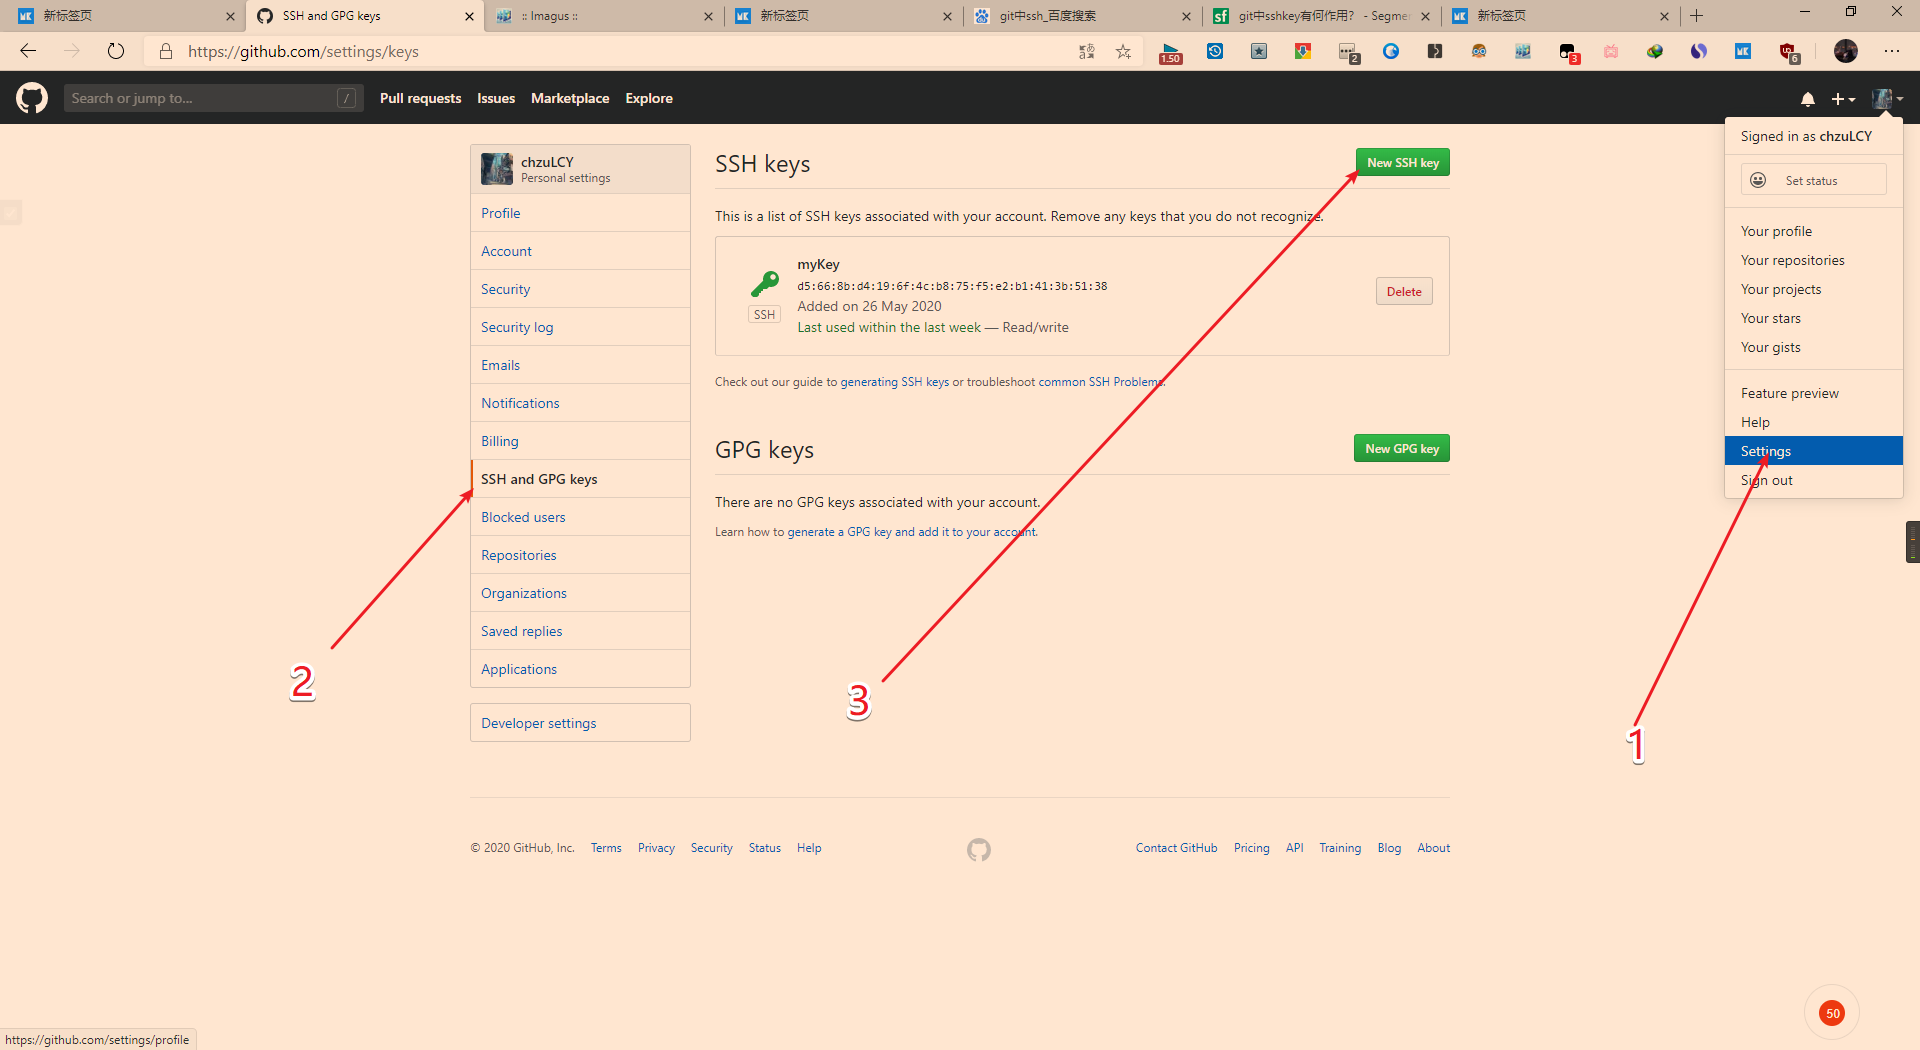 新标签页
SSH and GPG keys
:: Imagus ::
新标签页
git中ssh_百度搜索
git中sshkey有何作用? - Segme
新标签页
https://github.com/settings/keys
1.50
2
3
6
Search or jump to...
/
Pull requests
Issues
Marketplace
Explore
Signed in as chzuLCY
Set status
Your profile
Your repositories
Your projects
Your stars
Your gists
Feature preview
Help
Settings
Sign out
chzuLCY
Personal settings
Profile
Account
Security
Security log
Emails
Notifications
Billing
SSH and GPG keys
Blocked users
Repositories
Organizations
Saved replies
Applications
Developer settings
SSH keys
New SSH key
This is a list of SSH keys associated with your account. Remove any keys that you do not recognize.
myKey
d5:66:8b:d4:19:6f:4c:b8:75:f5:e2:b1:41:3b:51:38
Added on 26 May 2020
Last used within the last week — Read/write
SSH
Delete
Check out our guide to generating SSH keys or troubleshoot common SSH Problems.
GPG keys
New GPG key
There are no GPG keys associated with your account.
Learn how to generate a GPG key and add it to your account.
2
3
1
© 2020 GitHub, Inc.
Terms
Privacy
Security
Status
Help
Contact GitHub
Pricing
API
Training
Blog
About
50
https://github.com/settings/profile